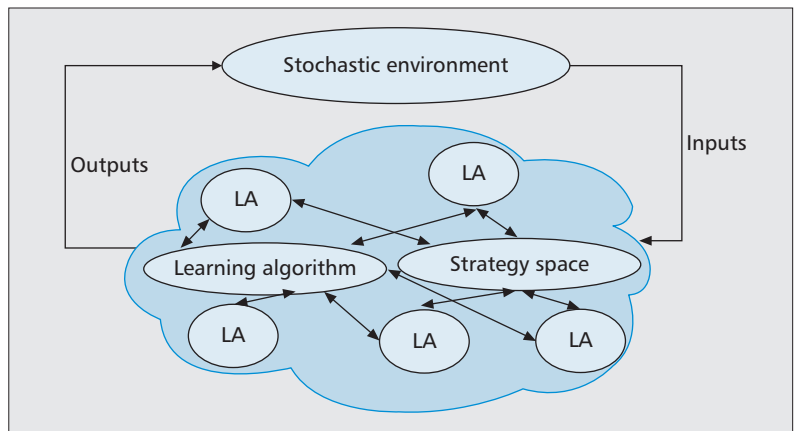 Stochastic environment
Outputs
Inputs
LA
LA
Learning algorithm
Strategy space
LA
LA
LA